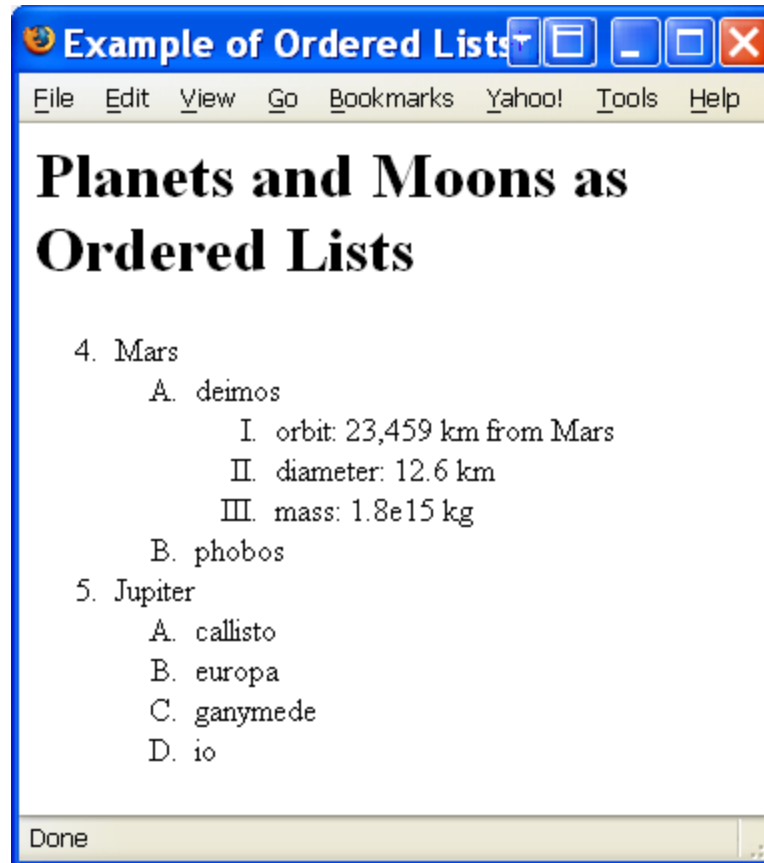 Example of Ordered Lists
File Edit View Go Bookmarks Yahoo! Tools Help
Planets and Moons as
Ordered Lists
4. Mars
A. deimos
I. orbit: 23,459 km from Mars
II. diameter: 12.6 km
III. mass: 1.8e15 kg
B. phobos
5. Jupiter
A. callisto
B. europa
C. ganymede
D. io
Done